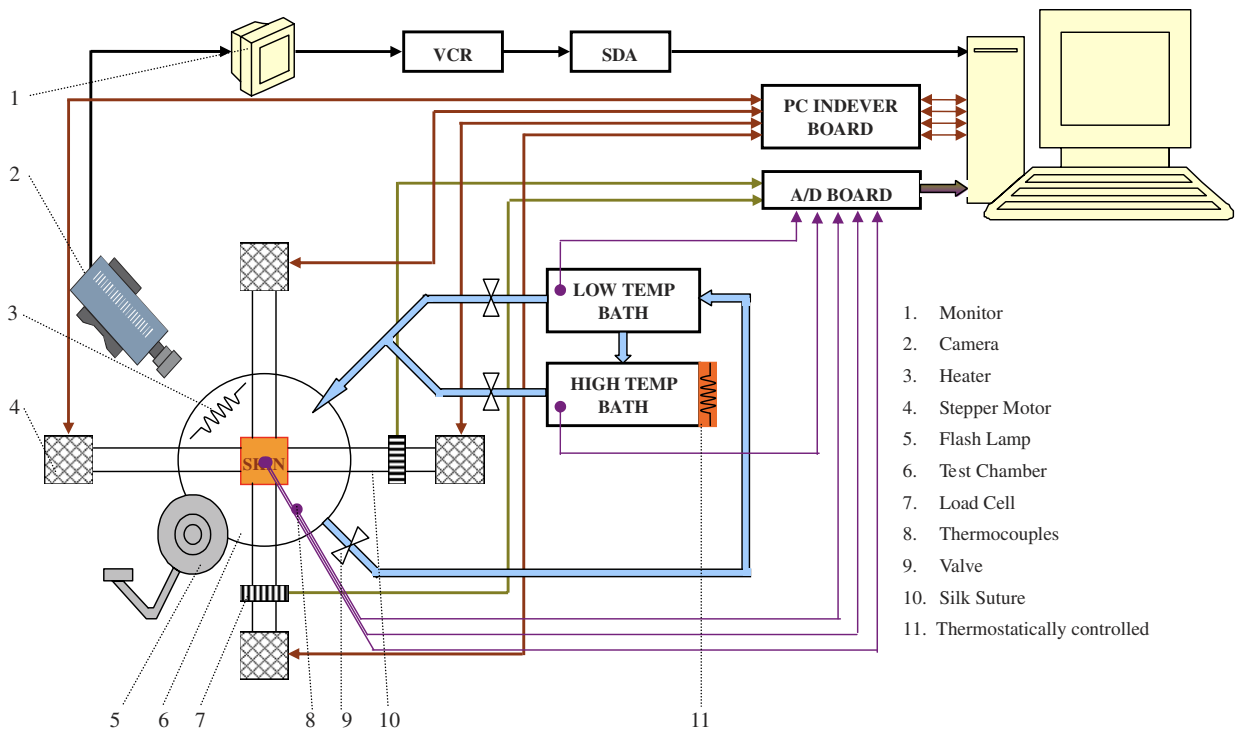 VCR
SDA
PC INDEVER
BOARD
A/D BOARD
LOW TEMP
BATH
HIGH TEMP
BATH
SKIN
1
2
3
4
5
6
7
8
9
10
11
1. Monitor
2. Camera
3. Heater
4. Stepper Motor
5. Flash Lamp
6. Test Chamber
7. Load Cell
8. Thermocouples
9. Valve
10. Silk Suture
11. Thermostatically controlled